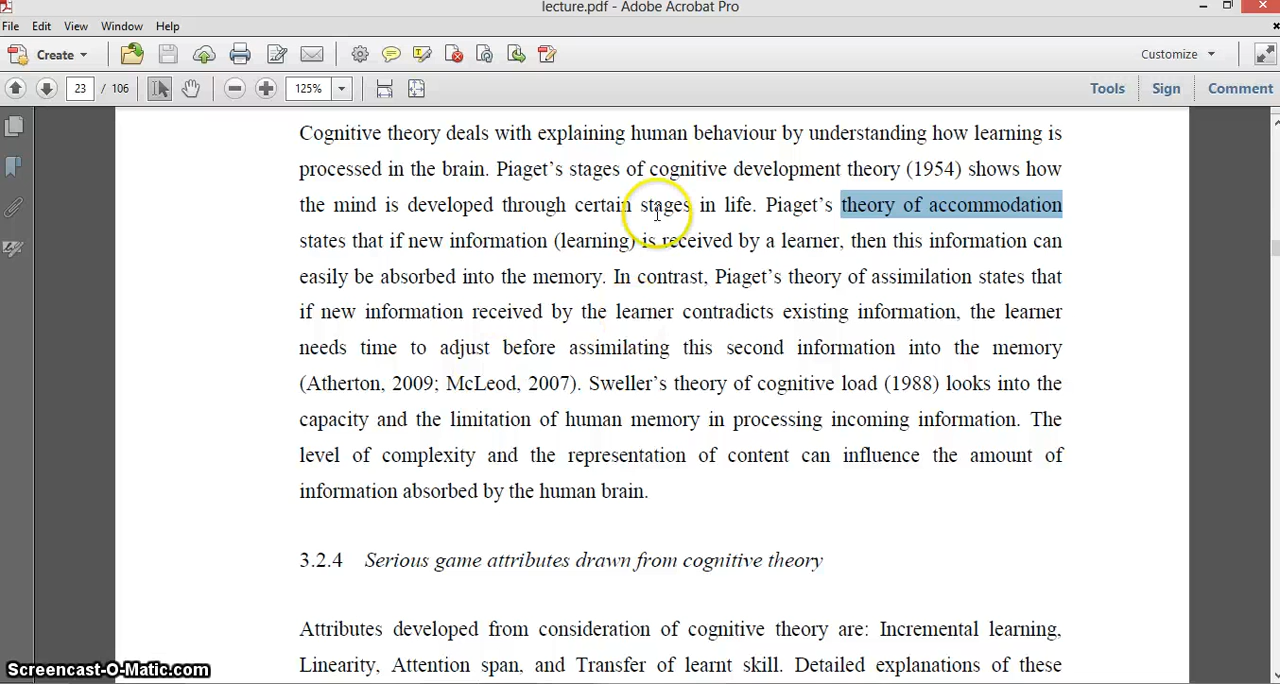 lecture.pdf - Adobe Acrobat Pro
File Edit View Window Help
Create Customize
23 / 106 125% Tools Sign Comment
Cognitive theory deals with explaining human behaviour by understanding how learning is
processed in the brain. Piaget’s stages of cognitive development theory (1954) shows how
the mind is developed through certain stages in life. Piaget’s theory of accommodation
states that if new information (learning) is received by a learner, then this information can
easily be absorbed into the memory. In contrast, Piaget’s theory of assimilation states that
if new information received by the learner contradicts existing information, the learner
needs time to adjust before assimilating this second information into the memory
(Atherton, 2009; McLeod, 2007). Sweller’s theory of cognitive load (1988) looks into the
capacity and the limitation of human memory in processing incoming information. The
level of complexity and the representation of content can influence the amount of
information absorbed by the human brain.
3.2.4 Serious game attributes drawn from cognitive theory
Attributes developed from consideration of cognitive theory are: Incremental learning,
Linearity, Attention span, and Transfer of learnt skill. Detailed explanations of these
Screencast-O-Matic.com